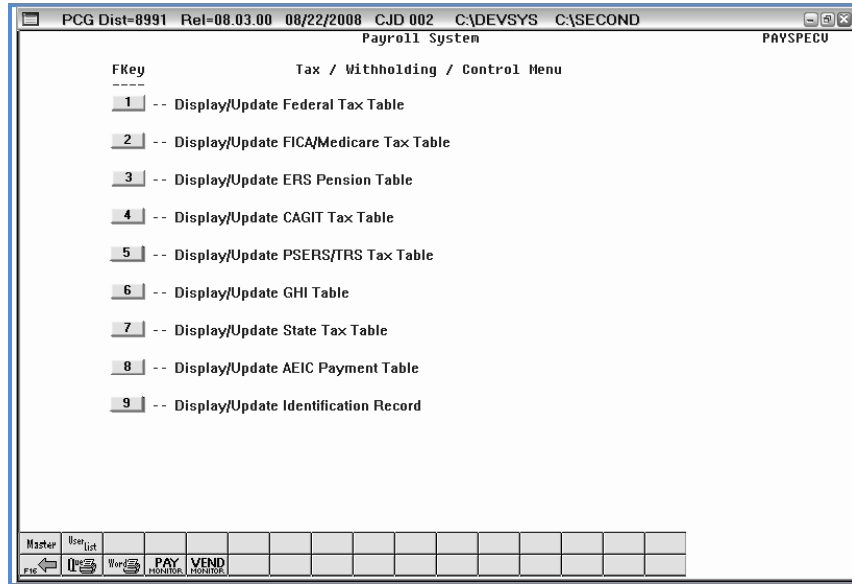 PCG Dist=8991 Rel=08.03.00 08/22/2008 CJD 002 C:\DEVSYS C:\SECOND
Payroll System PAYSPECV
FKey Tax / Withholding / Control Menu
----
1 -- Display/Update Federal Tax Table
2 -- Display/Update FICA/Medicare Tax Table
3 -- Display/Update ERS Pension Table
4 -- Display/Update CAGIT Tax Table
5 -- Display/Update PSERS/TRS Tax Table
6 -- Display/Update GHI Table
7 -- Display/Update State Tax Table
8 -- Display/Update AEIC Payment Table
9 -- Display/Update Identification Record
Master User List
F16 Que Word PAY MONITOR VEND MONITOR